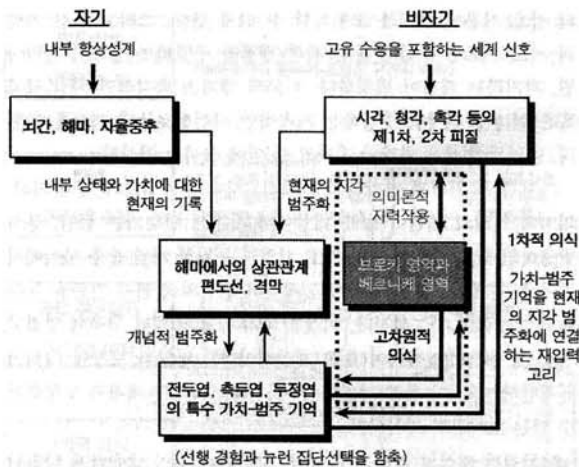 자기
비자기
내부 항상성계
고유 수용을 포함하는 세계 신호
뇌간, 해마, 자율중추
시각, 청각, 촉각 등의
제1차, 2차 피질
내부 상태와 가치에 대한
현재의 기록
현재의 지각
범주화
의미론적
자력작용
해마에서의 상관관계
편도선, 격막
브로카 영역과
베르니케 영역
1차적 의식
가치-범주
기억을 현재
의 지각 범
주화에 연결
하는 재입력
고리
개념적 범주화
고차원적
의식
전두엽, 측두엽, 두정엽
의 특수 가치-범주 기억
(선행 경험과 뉴런 집단선택을 함축)